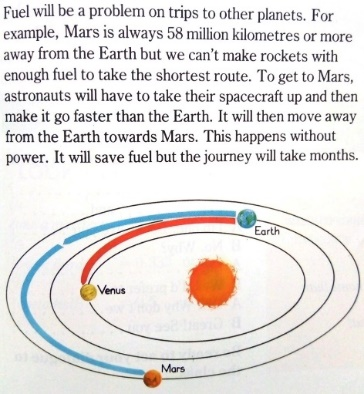 Fuel will be a problem on trips to other planets. For
example, Mars is always 58 million kilometres or more
away from the Earth but we can't make rockets with
enough fuel to take the shortest route. To get to Mars,
astronauts will have to take their spacecraft up and then
make it go faster than the Earth. It will then move away
from the Earth towards Mars. This happens without
power. It will save fuel but the journey will take months.
Earth
Venus
Mars